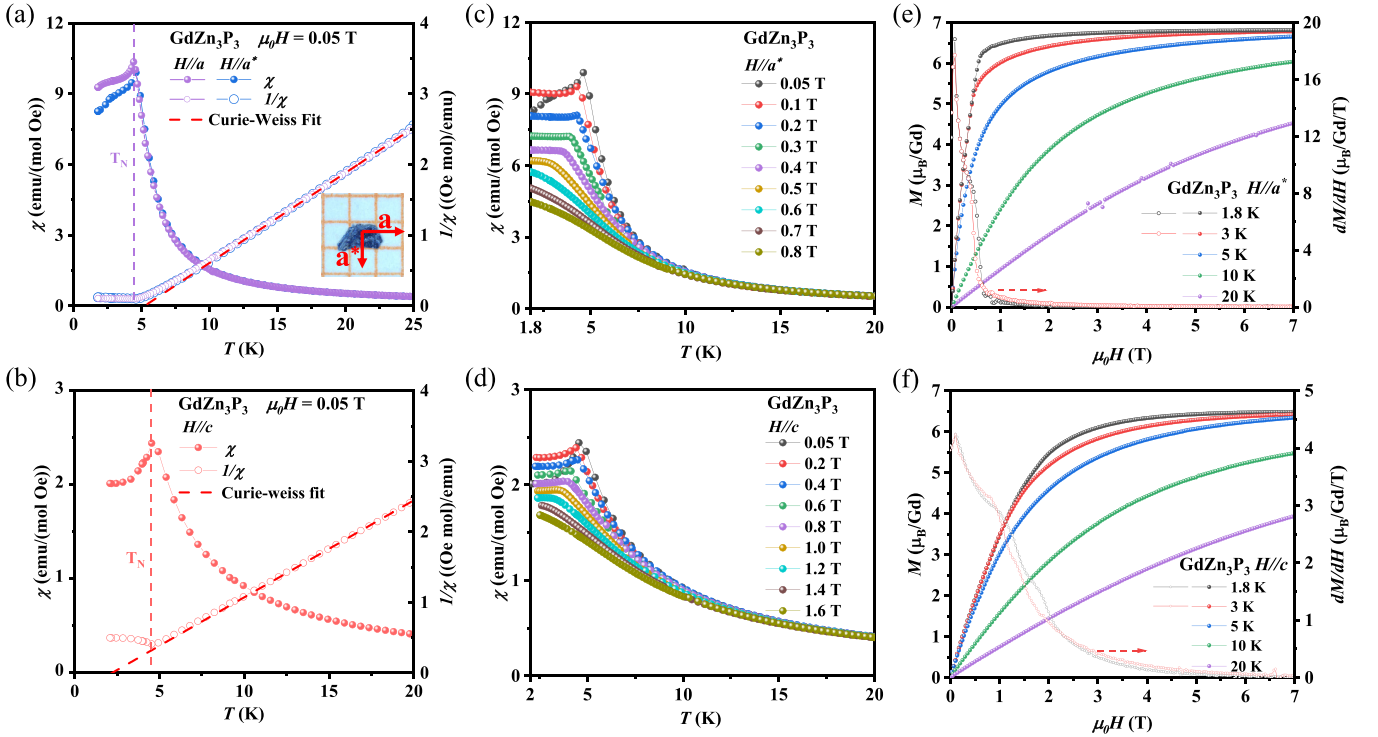 (a)
GdZn3P3 μ0H = 0.05 T
H//a H//a*
χ
1/χ
Curie-Weiss Fit
TN
a
a*
12
9
6
3
0
χ (emu/(mol Oe))
4
3
2
1
0
1/χ ((Oe mol)/emu)
0 5 10 15 20 25
T (K)
(b)
GdZn3P3 μ0H = 0.05 T
H//c
χ
1/χ
Curie-weiss fit
TN
3
2
1
0
χ (emu/(mol Oe))
4
3
2
1
0
1/χ ((Oe mol)/emu)
0 5 10 15 20
T (K)
(c)
GdZn3P3
H//a*
0.05 T
0.1 T
0.2 T
0.3 T
0.4 T
0.5 T
0.6 T
0.7 T
0.8 T
12
9
6
3
0
χ (emu/(mol Oe))
1.8 5 10 15 20
T (K)
(d)
GdZn3P3
H//c
0.05 T
0.2 T
0.4 T
0.6 T
0.8 T
1.0 T
1.2 T
1.4 T
1.6 T
3
2
1
0
χ (emu/(mol Oe))
2 5 10 15 20
T (K)
(e)
GdZn3P3 H//a*
1.8 K
3 K
5 K
10 K
20 K
7
6
5
4
3
2
1
0
M (μB/Gd)
20
16
12
8
4
0
dM/dH (μB/Gd/T)
0 1 2 3 4 5 6 7
μ0H (T)
(f)
GdZn3P3 H//c
1.8 K
3 K
5 K
10 K
20 K
7
6
5
4
3
2
1
0
M (μB/Gd)
5
4
3
2
1
0
dM/dH (μB/Gd/T)
0 1 2 3 4 5 6 7
μ0H (T)